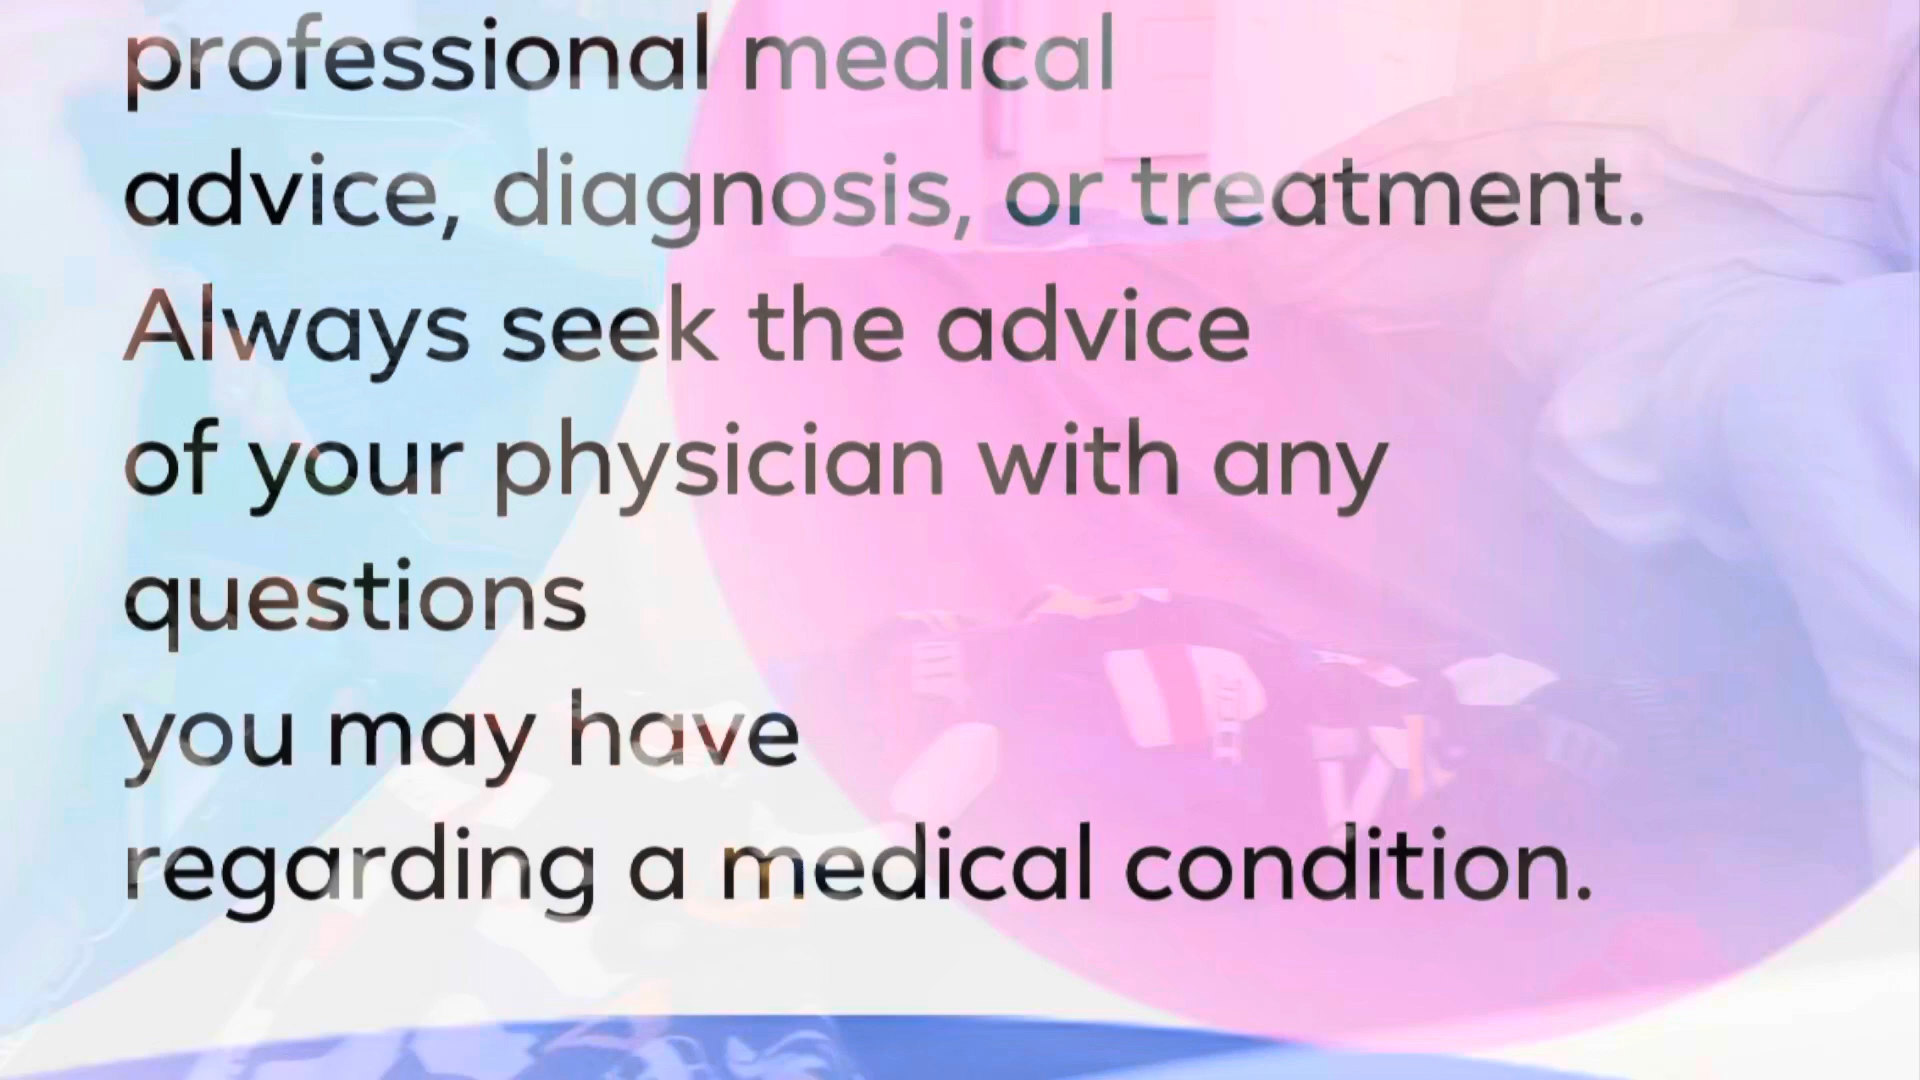 professional medical
advice, diagnosis, or treatment.
Always seek the advice
of your physician with any
questions
you may have
regarding a medical condition.